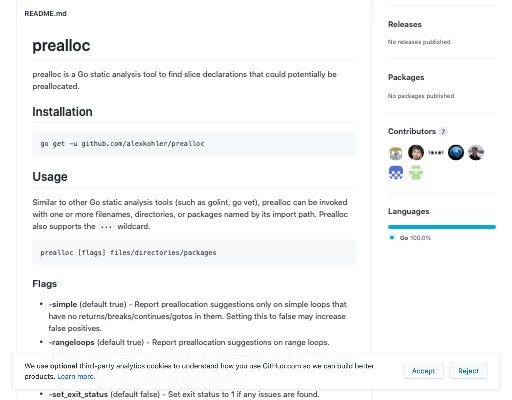 README.md
prealloc
prealloc is a Go static analysis tool to find slice declarations that could potentially be
preallocated.
Installation
go get -u github.com/alexkohler/prealloc
Usage
Similar to other Go static analysis tools (such as golint, go vet), prealloc can be invoked
with one or more filenames, directories, or packages named by its import path. Prealloc
also supports the ... wildcard.
prealloc [flags] files/directories/packages
Flags
• -simple (default true) - Report preallocation suggestions only on simple loops that
have no returns/breaks/continues/gotos in them. Setting this to false may increase
false positives.
• -rangeloops (default true) - Report preallocation suggestions on range loops.
• -set_exit_status (default false) - Set exit status to 1 if any issues are found.
Releases
No releases published
Packages
No packages published
Contributors 7
Languages
Go 100.0%
We use optional third-party analytics cookies to understand how you use GitHub.com so we can build better
products. Learn more.
Accept
Reject